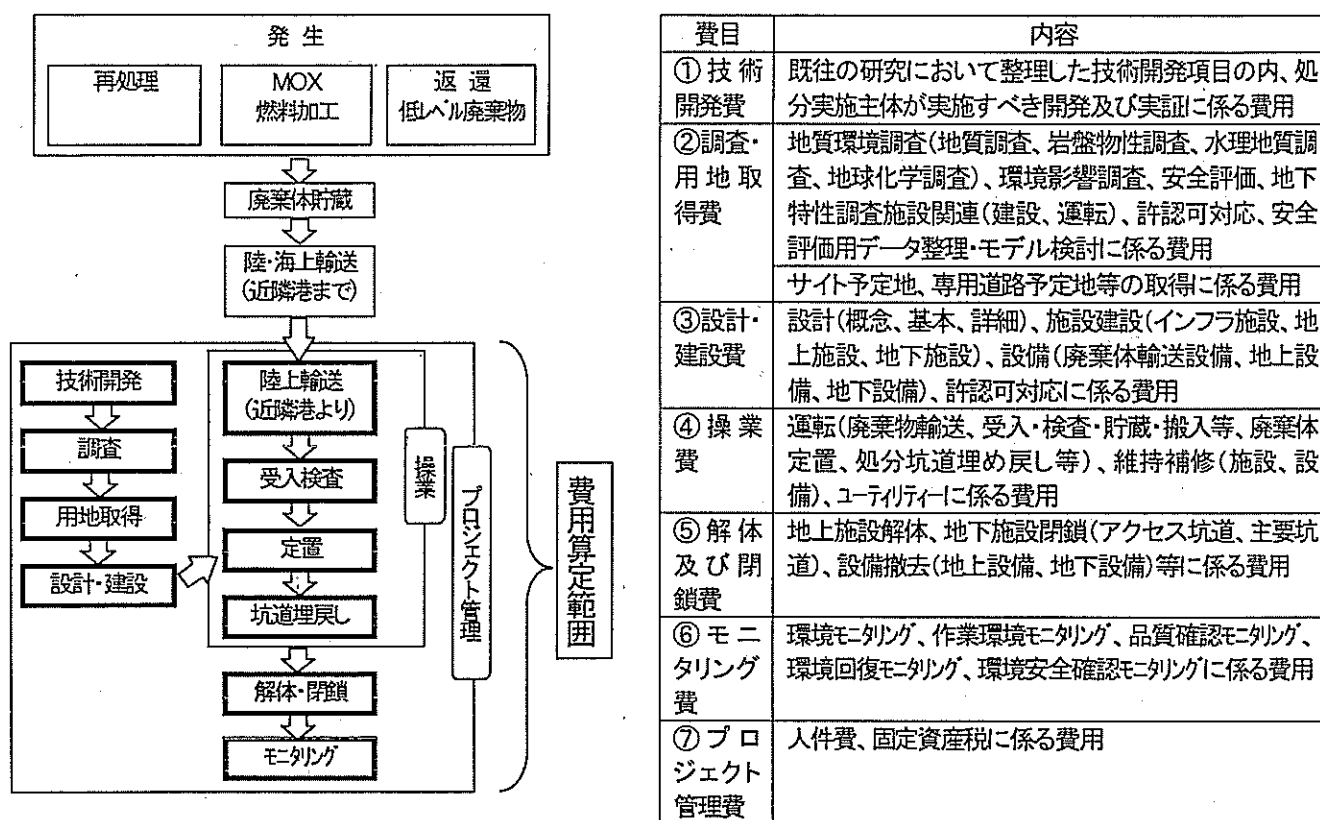 発生
再処理
MOX
燃料加工
返還
低レベル廃棄物
廃棄体貯蔵
陸・海上輸送
(近隣港まで)
技術開発
調査
用地取得
設計・建設
陸上輸送
(近隣港より)
受入検査
定置
坑道埋戻し
解体・閉鎖
モニタリング
操業
プロジェクト管理
費用算定範囲
費目
内容
①技術
開発費
既往の研究において整理した技術開発項目の内、処
分実施主体が実施すべき開発及び実証に係る費用
②調査・
用地取
得費
地質環境調査(地質調査、岩盤物性調査、水理地質調
査、地球化学調査)、環境影響調査、安全評価、地下
特性調査施設関連(建設、運転)、許認可対応、安全
評価用データ整理・モデル検討に係る費用
サイト予定地、専用道路予定地等の取得に係る費用
③設計・
建設費
設計(概念、基本、詳細)、施設建設(インフラ施設、地
上施設、地下施設)、設備(廃棄体輸送設備、地上設
備、地下設備)、許認可対応に係る費用
④操業
費
運転(廃棄物輸送、受入・検査・貯蔵・搬入等、廃棄体
定置、処分坑道埋め戻し等)、維持補修(施設、設
備)、ユーティリティーに係る費用
⑤解体
及び閉
鎖費
地上施設解体、地下施設閉鎖(アクセス坑道、主要坑
道)、設備撤去(地上設備、地下設備)等に係る費用
⑥モニ
タリング
費
環境モニタリング、作業環境モニタリング、品質確認モニタリング、
環境回復モニタリング、環境安全確認モニタリングに係る費用
⑦プロ
ジェクト
管理費
人件費、固定資産税に係る費用